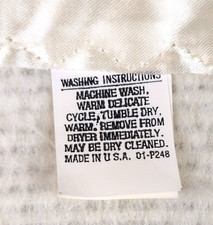 WASHING INSTRUCTIONS
MACHINE WASH.
WARM DELICATE
CYCLE, TUMBLE DRY.
WARM. REMOVE FROM
DRYER IMMEDIATELY.
MAY BE DRY CLEANED.
MADE IN U.S.A. 01-P248